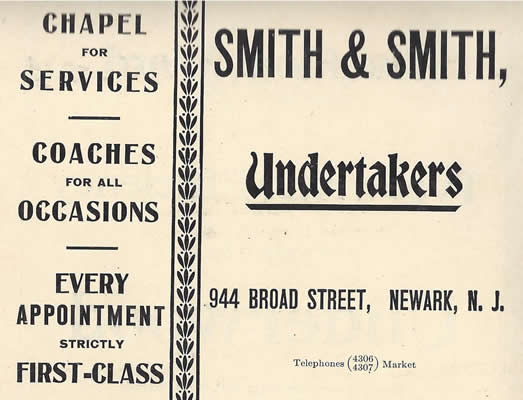 CHAPEL
FOR
SERVICES
COACHES
FOR ALL
OCCASIONS
EVERY
APPOINTMENT
STRICTLY
FIRST-CLASS
SMITH & SMITH,
Undertakers
944 BROAD STREET, NEWARK, N. J.
Telephones (4306
4307) Market